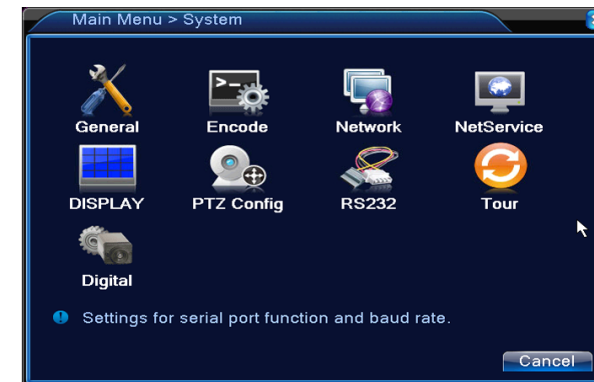 Main Menu > System
General Encode Network NetService
DISPLAY PTZ Config RS232 Tour
Digital
Settings for serial port function and baud rate.
Cancel